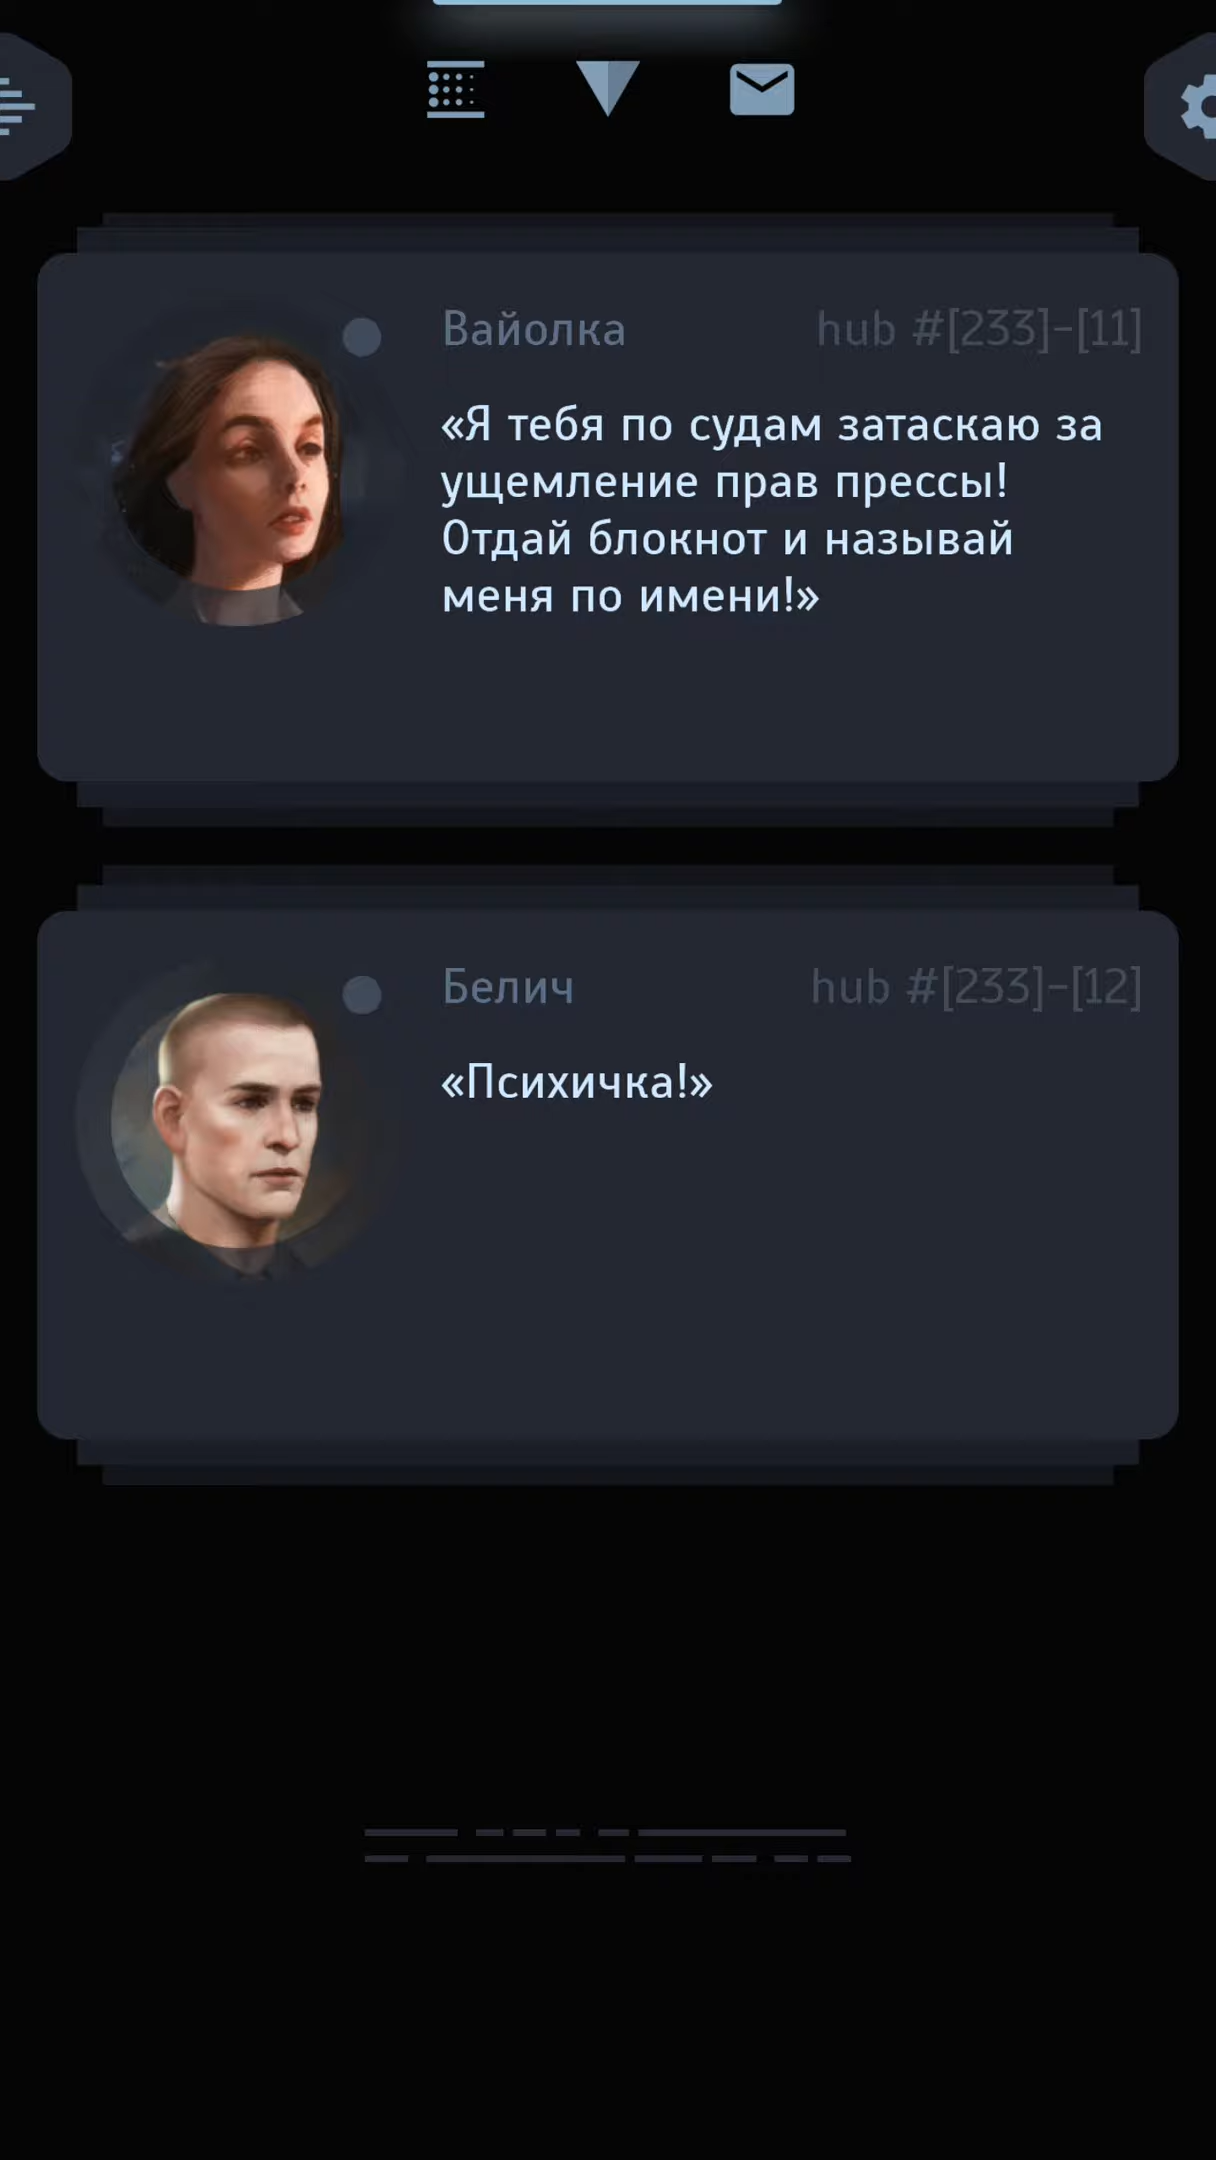 Вайолка hub #[233]-[11]
«Я тебя по судам затаскаю за
ущемление прав прессы!
Отдай блокнот и называй
меня по имени!»
Белич hub #[233]-[12]
«Психичка!»